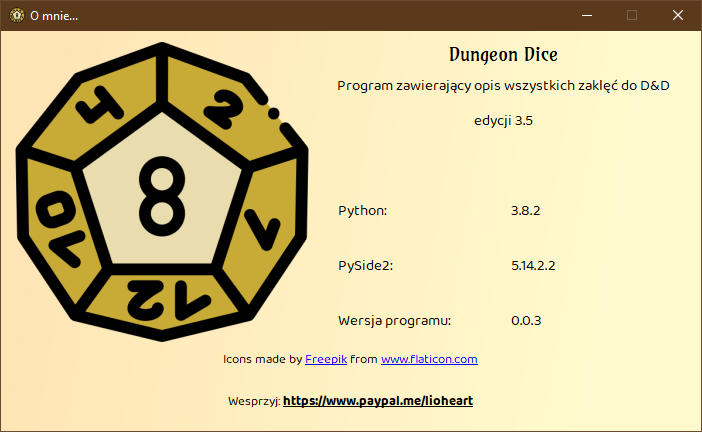 O mnie...
Dungeon Dice
Program zawierający opis wszystkich zaklęć do D&D
edycji 3.5
4
2
8
10
1
12
Python: 3.8.2
PySide2: 5.14.2.2
Wersja programu: 0.0.3
Icons made by Freepik from www.flaticon.com
Wesprzyj: https://www.paypal.me/lioheart